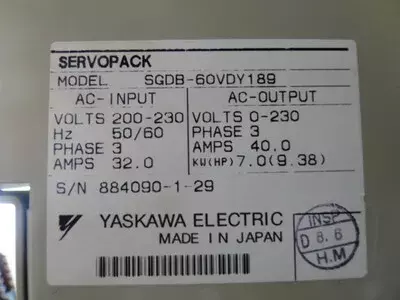 SERVOPACK
MODEL SGDB-60VDY189
AC-INPUT AC-OUTPUT
VOLTS 200-230 VOLTS 0-230
Hz 50/60 PHASE 3
PHASE 3 AMPS 40.0
AMPS 32.0 KW(HP) 7.0(9.38)
S/N 884090-1-29
YASKAWA ELECTRIC
MADE IN JAPAN
INSP
D 8.6
H.M